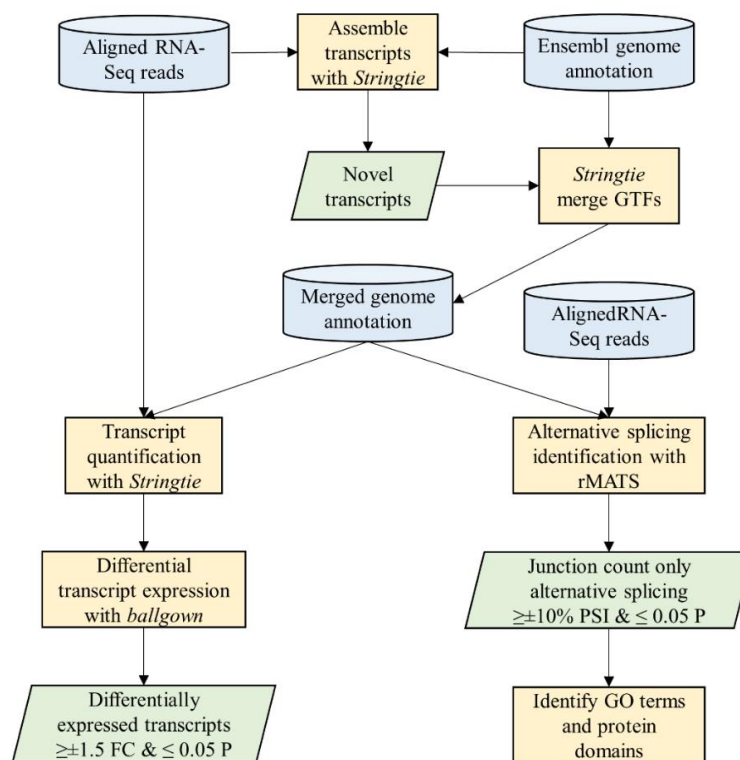 Aligned RNA-
Seq reads
Assemble
transcripts
with Stringtie
Ensembl genome
annotation
Novel
transcripts
Stringtie
merge GTFs
Merged genome
annotation
AlignedRNA-
Seq reads
Transcript
quantification
with Stringtie
Alternative splicing
identification with
rMATS
Differential
transcript expression
with ballgown
Junction count only
alternative splicing
≥±10% PSI & ≤ 0.05 P
Differentially
expressed transcripts
≥±1.5 FC & ≤ 0.05 P
Identify GO terms
and protein
domains